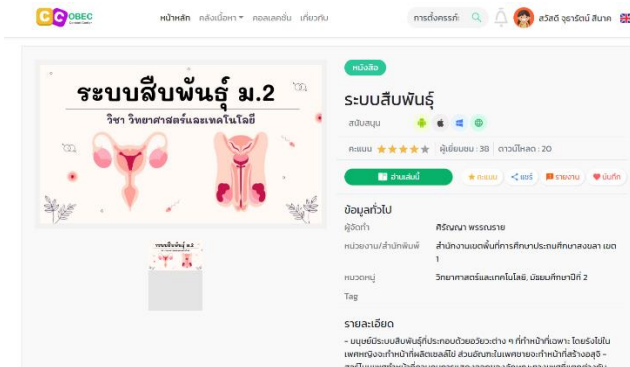 OBEC
หน้าหลัก คลังเนื้อหา คอลเลกชั่น เกี่ยวกับ
การตั้งครรภ์
สวัสดี จุฑารัตน์ สีนาค
ระบบสืบพันธุ์ ม.2
วิชา วิทยาศาสตร์และเทคโนโลยี
หนังสือ
ระบบสืบพันธุ์
สนับสนุน
คะแนน ผู้เยี่ยมชม : 38 ดาวน์โหลด : 20
อ่านเล่มนี้ คะแนน แชร์ รายงาน บันทึก
ข้อมูลทั่วไป
ผู้จัดทำ ศิรัญญา พรรณราย
หน่วยงาน/สำนักพิมพ์ สำนักงานเขตพื้นที่การศึกษาประถมศึกษาสงขลา เขต
1
หมวดหมู่ วิทยาศาสตร์และเทคโนโลยี, มัธยมศึกษาปีที่ 2
Tag
รายละเอียด
- มนุษย์มีระบบสืบพันธุ์ที่ประกอบด้วยอวัยวะต่าง ๆ ที่ทำหน้าที่เฉพาะ โดยรังไข่ใน
เพศหญิงจะทำหน้าที่ผลิตเซลล์ไข่ ส่วนอัณฑะในเพศชายจะทำหน้าที่สร้างอสุจิ -